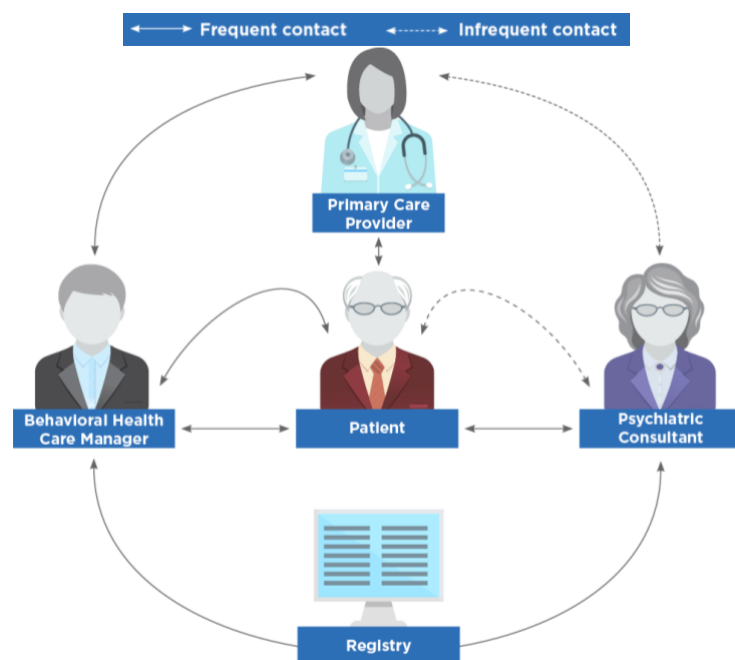 Frequent contact
Infrequent contact
Primary Care
Provider
Behavioral Health
Care Manager
Patient
Psychiatric
Consultant
Registry